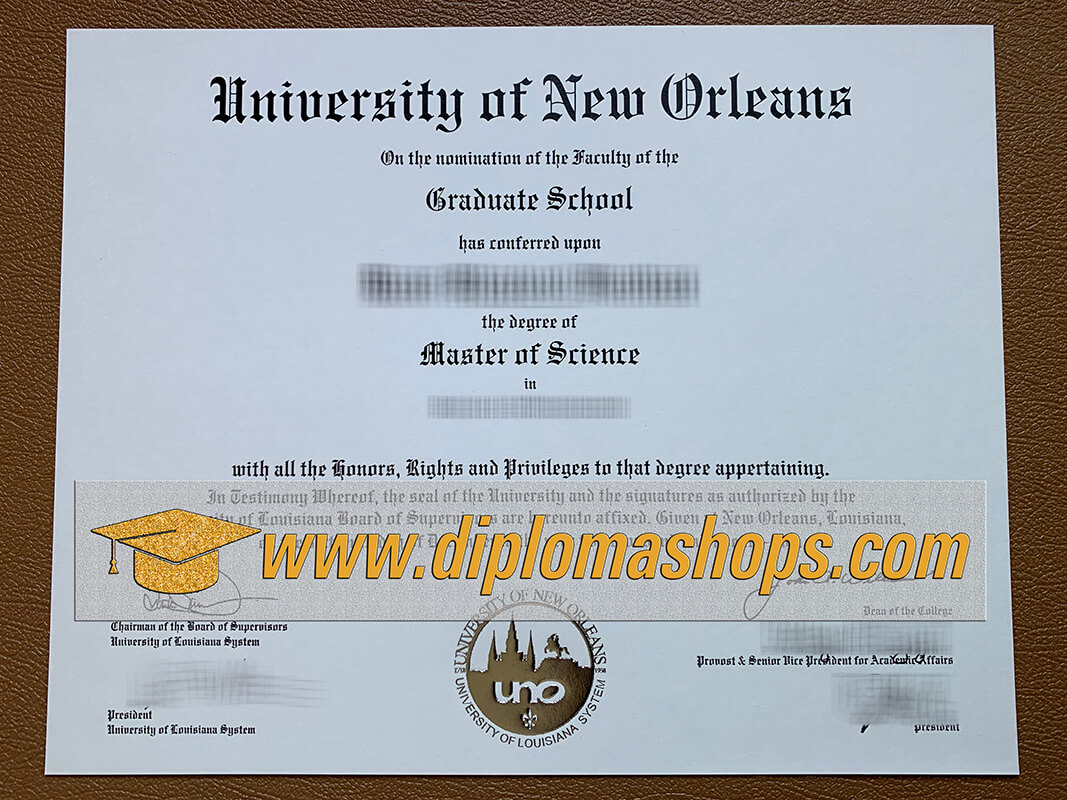 University of New Orleans
On the nomination of the Faculty of the
Graduate School
has conferred upon
the degree of
Master of Science
in
with all the Honors, Rights and Privileges to that degree appertaining.
In Testimony Whereof, the seal of the University and the signatures as authorized by the
of Louisiana Board of Supervisors are hereunto affixed. Given at New Orleans, Louisiana,
www.diplomashops.com
Dean of the College
Chairman of the Board of Supervisors
University of Louisiana System
Provost & Senior Vice President for Academic Affairs
President
University of Louisiana System
President
UNIVERSITY OF NEW ORLEANS
uno
UNIVERSITY OF LOUISIANA SYSTEM